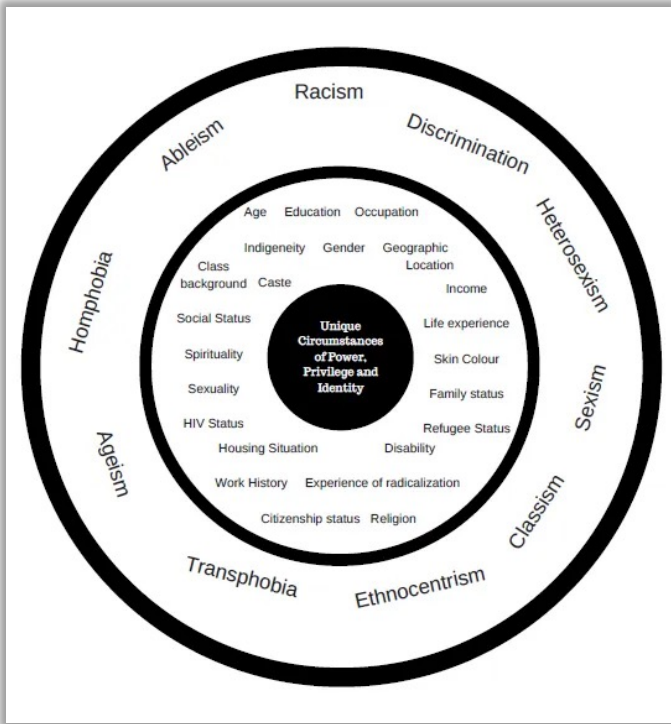 Racism
Discrimination
Heterosexism
Sexism
Classism
Ethnocentrism
Transphobia
Ageism
Homphobia
Ableism
Age Education Occupation
Indigeneity Gender Geographic
Location
Class
background Caste
Income
Social Status
Life experience
Spirituality
Skin Colour
Sexuality
Family status
HIV Status
Refugee Status
Housing Situation Disability
Work History Experience of radicalization
Citizenship status Religion
Unique
Circumstances
of Power,
Privilege and
Identity